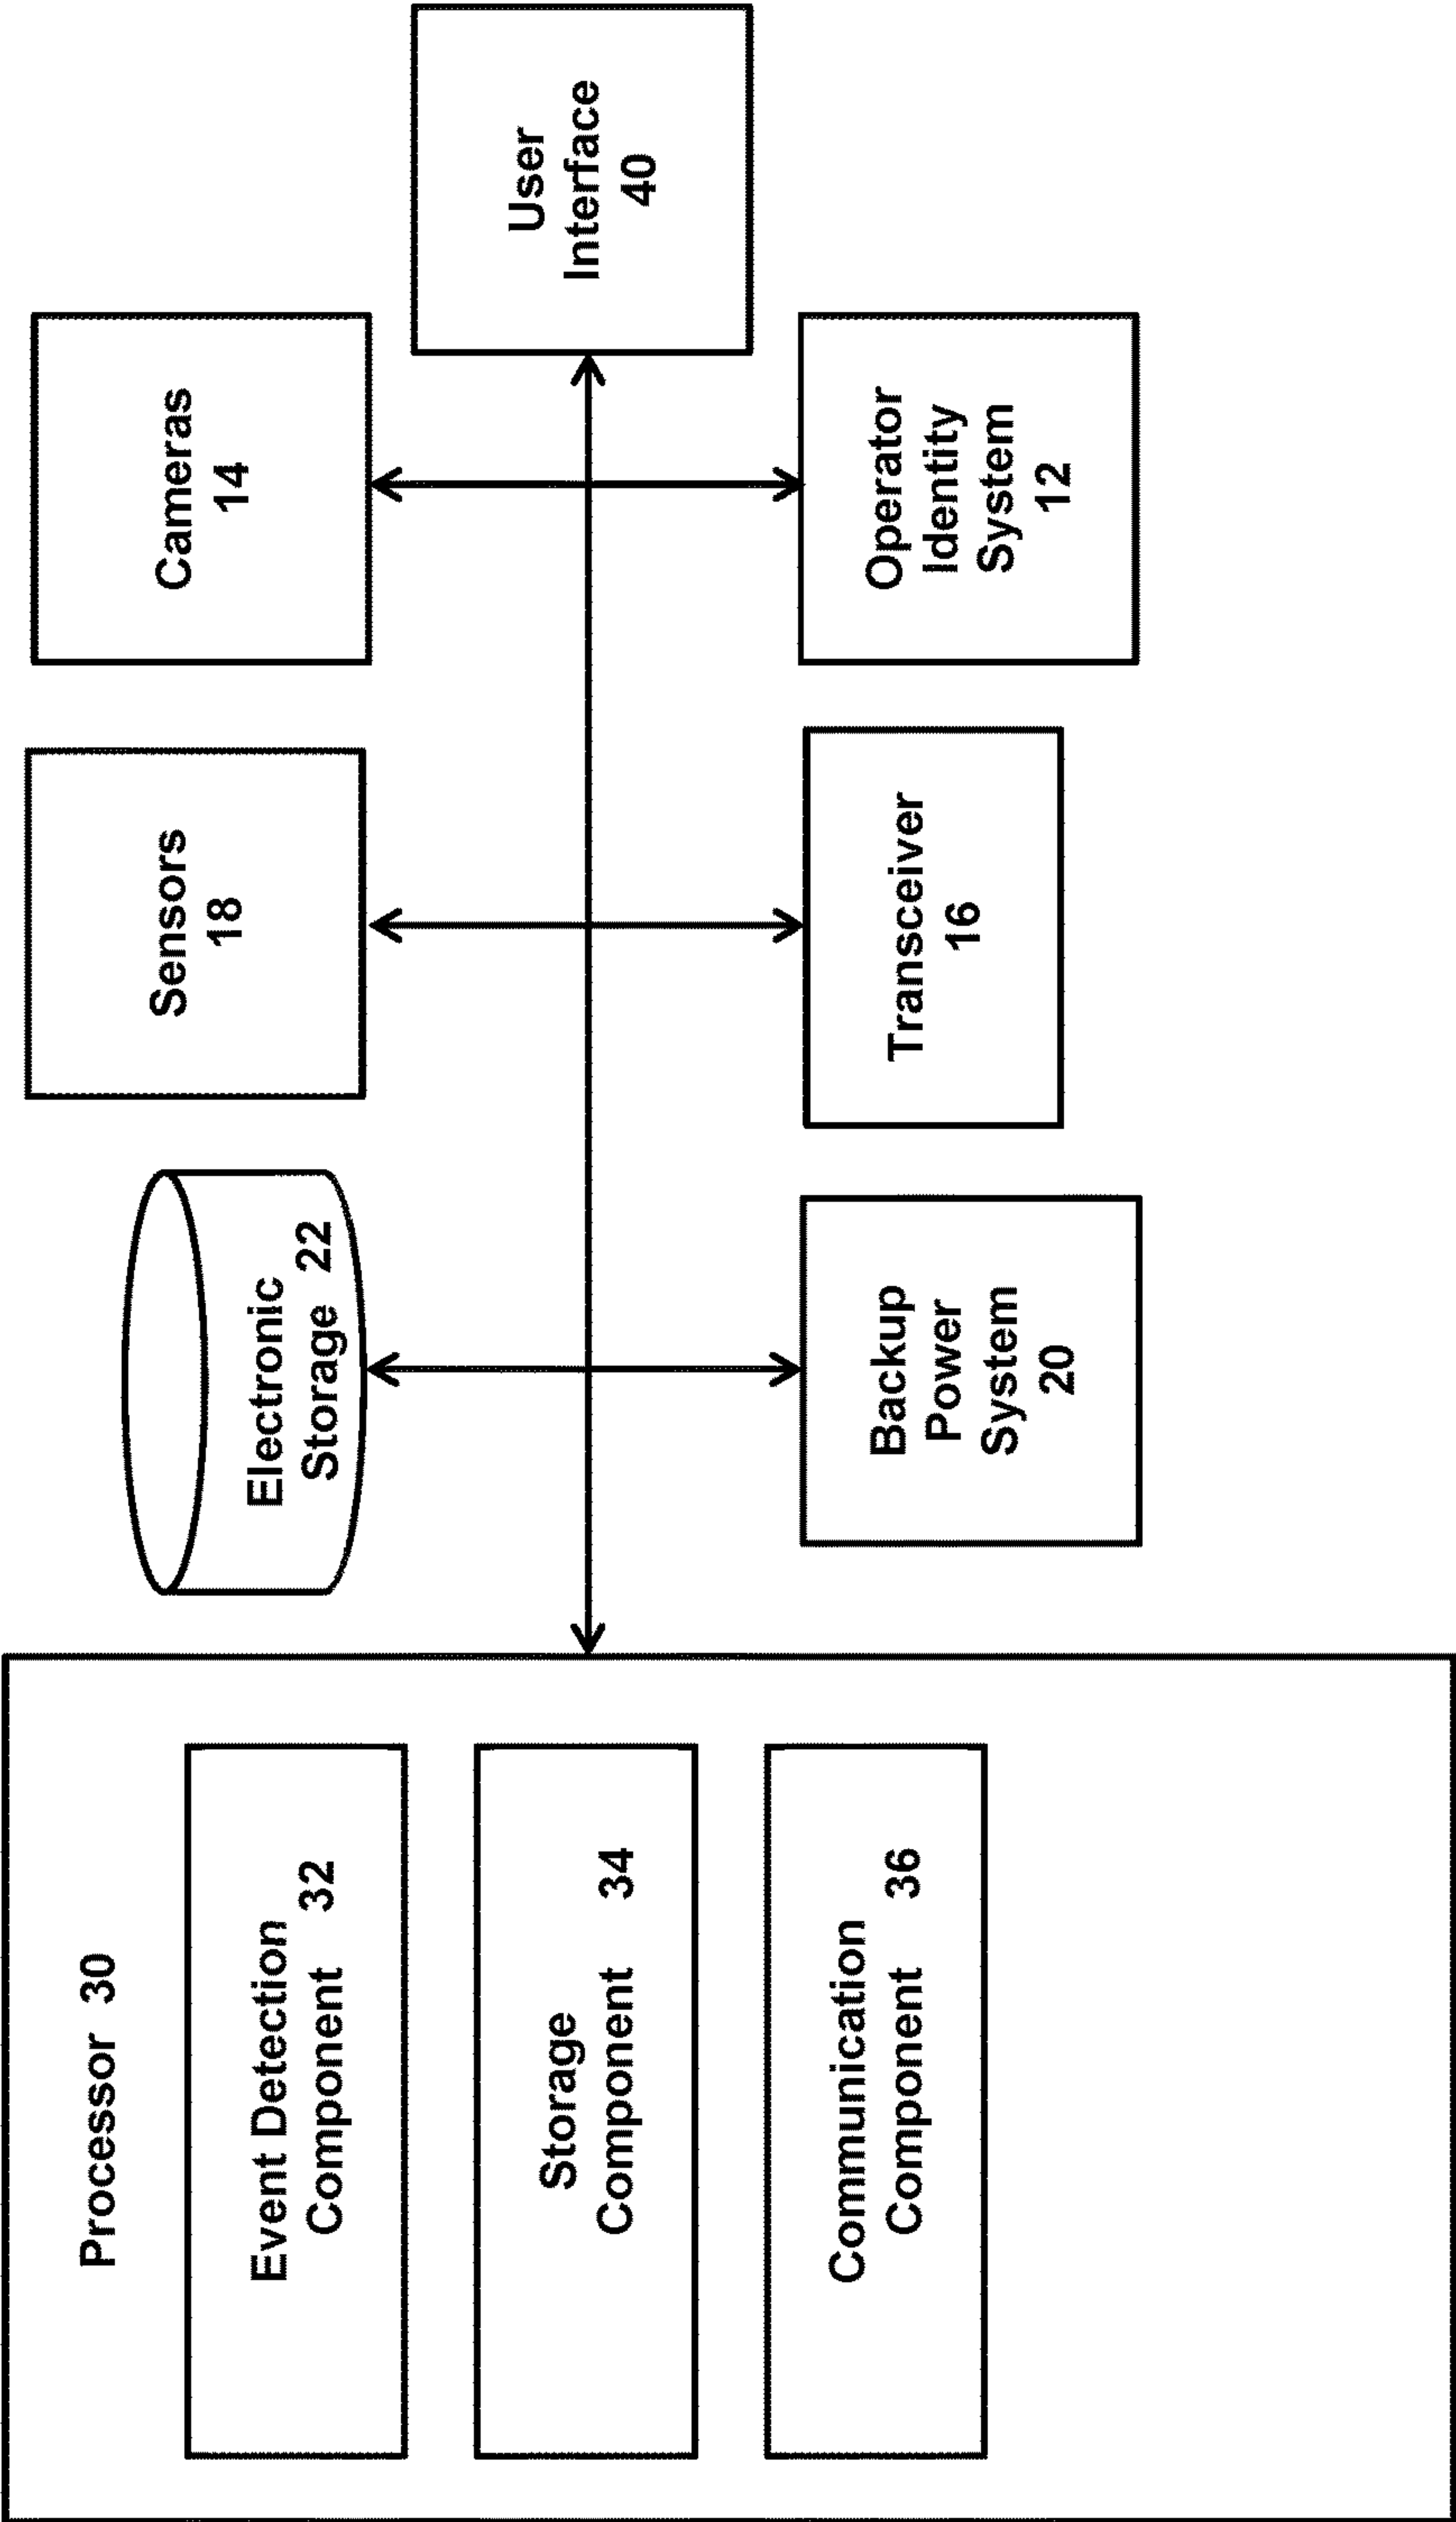 Processor 30
Event Detection
Component 32
Storage
Component 34
Communication
Component 36
Electronic
Storage 22
Sensors
18
Cameras
14
User
Interface
40
Backup
Power
System
20
Transceiver
16
Operator
Identity
System
12